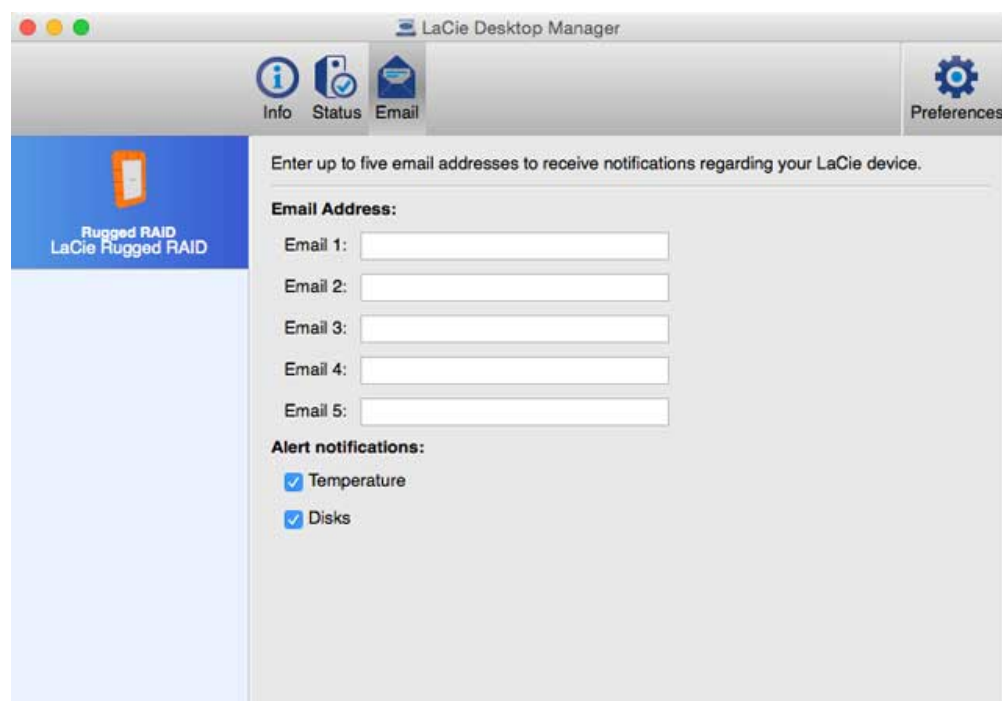 LaCie Desktop Manager
Info Status Email Preferences
Rugged RAID
LaCie Rugged RAID
Enter up to five email addresses to receive notifications regarding your LaCie device.
Email Address:
Email 1:
Email 2:
Email 3:
Email 4:
Email 5:
Alert notifications:
Temperature
Disks